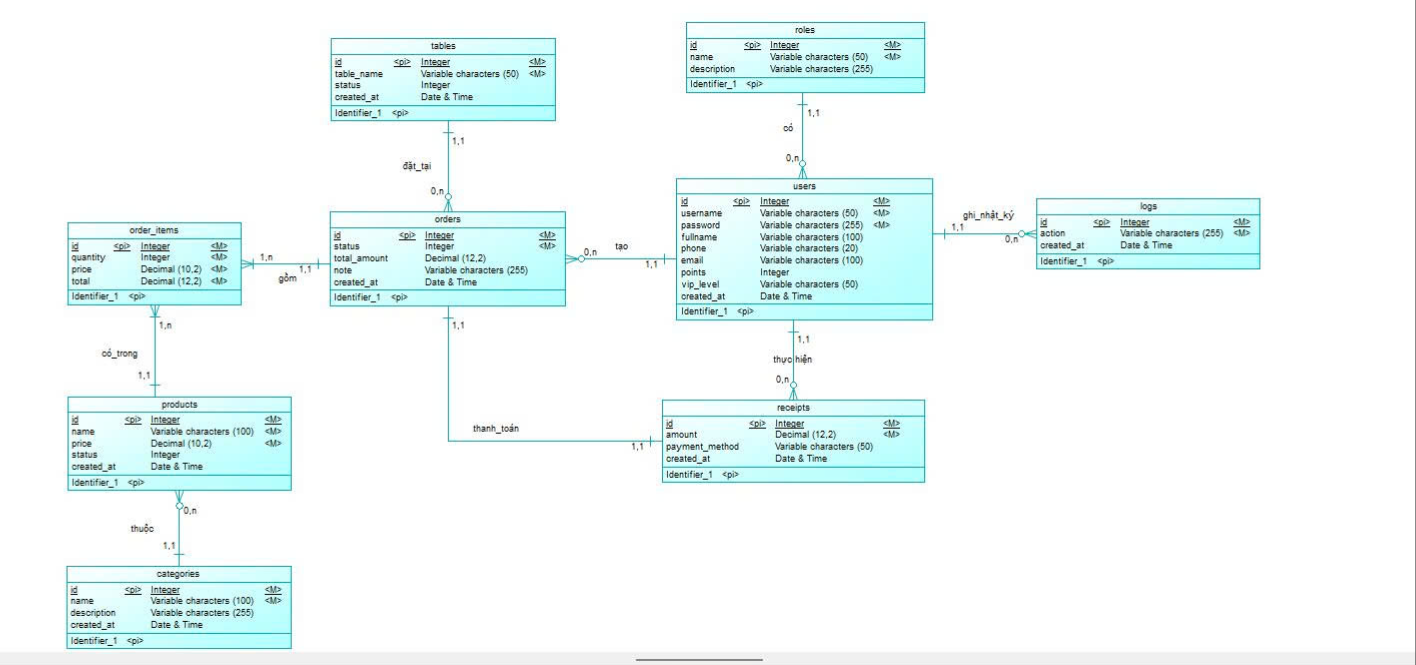 tables
id <pi> Integer <M>
table_name Variable characters (50) <M>
status Integer
created_at Date & Time
Identifier_1 <pi>
roles
id <pi> Integer <M>
name Variable characters (50) <M>
description Variable characters (255)
Identifier_1 <pi>
1,1
đặt_tại
0,n
1,1
có
0,n
order_items
id <pi> Integer <M>
quantity Integer <M>
price Decimal (10,2) <M>
total Decimal (12,2) <M>
Identifier_1 <pi>
1,n
gồm
1,1
orders
id <pi> Integer <M>
status Integer <M>
total_amount Decimal (12,2)
note Variable characters (255)
created_at Date & Time
Identifier_1 <pi>
0,n
tạo
1,1
users
id <pi> Integer <M>
username Variable characters (50) <M>
password Variable characters (255) <M>
fullname Variable characters (100)
phone Variable characters (20)
email Variable characters (100)
points Integer
vip_level Variable characters (50)
created_at Date & Time
Identifier_1 <pi>
ghi_nhật_ký
1,1
0,n
logs
id <pi> Integer <M>
action Variable characters (255) <M>
created_at Date & Time
Identifier_1 <pi>
1,n
có_trong
1,1
1,1
thanh_toán
1,1
1,1
thực hiện
0,n
products
id <pi> Integer <M>
name Variable characters (100) <M>
price Decimal (10,2) <M>
status Integer
created_at Date & Time
Identifier_1 <pi>
receipts
id <pi> Integer <M>
amount Decimal (12,2) <M>
payment_method Variable characters (50)
created_at Date & Time
Identifier_1 <pi>
0,n
thuộc
1,1
categories
id <pi> Integer <M>
name Variable characters (100) <M>
description Variable characters (255)
created_at Date & Time
Identifier_1 <pi>